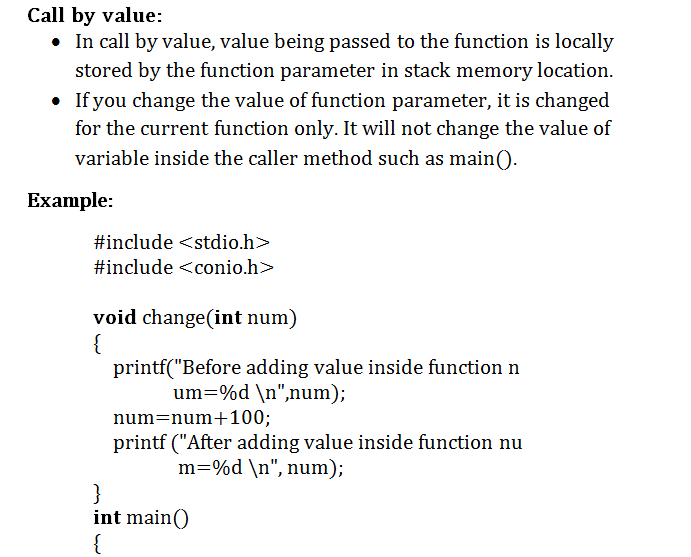 Call by value:
• In call by value, value being passed to the function is locally
stored by the function parameter in stack memory location.
• If you change the value of function parameter, it is changed
for the current function only. It will not change the value of
variable inside the caller method such as main().
Example:
#include <stdio.h>
#include <conio.h>
void change(int num)
{
printf("Before adding value inside function n
um=%d \n",num);
num=num+100;
printf ("After adding value inside function nu
m=%d \n", num);
}
int main()
{